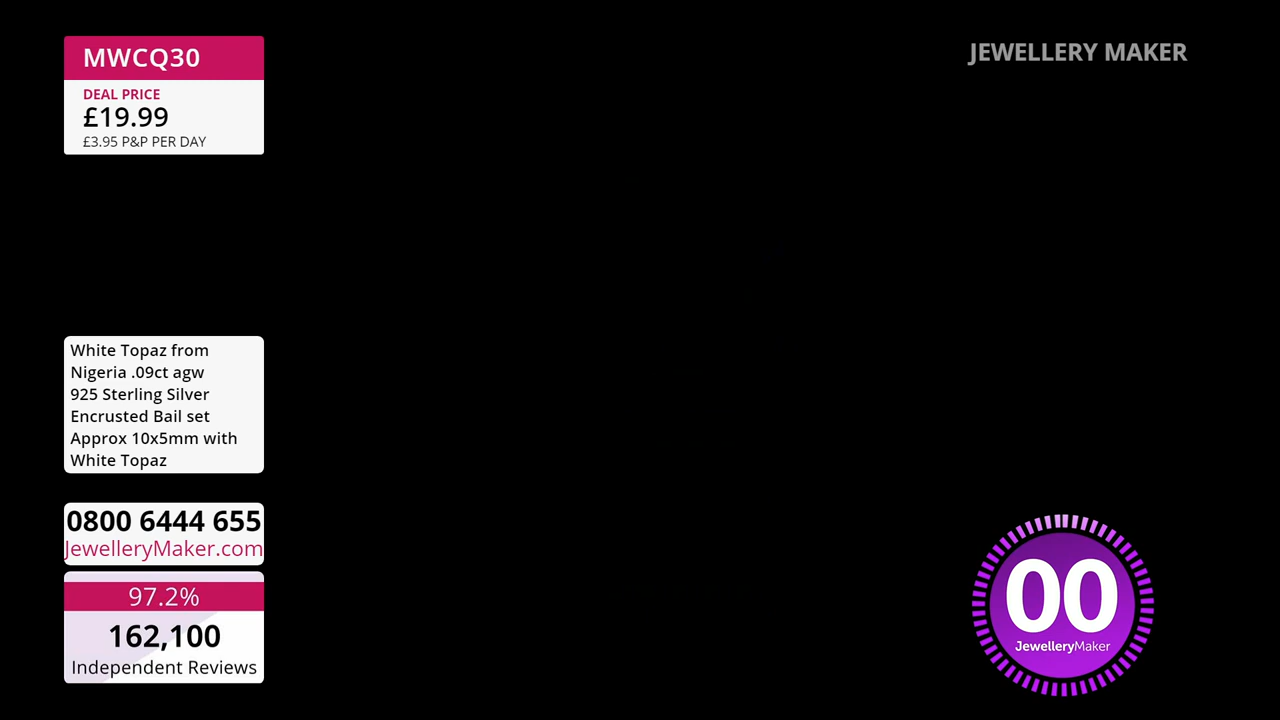 MWCQ30
DEAL PRICE
£19.99
£3.95 P&P PER DAY
JEWELLERY MAKER
White Topaz from
Nigeria .09ct agw
925 Sterling Silver
Encrusted Bail set
Approx 10x5mm with
White Topaz
0800 6444 655
JewelleryMaker.com
97.2%
162,100
Independent Reviews
00
JewelleryMaker